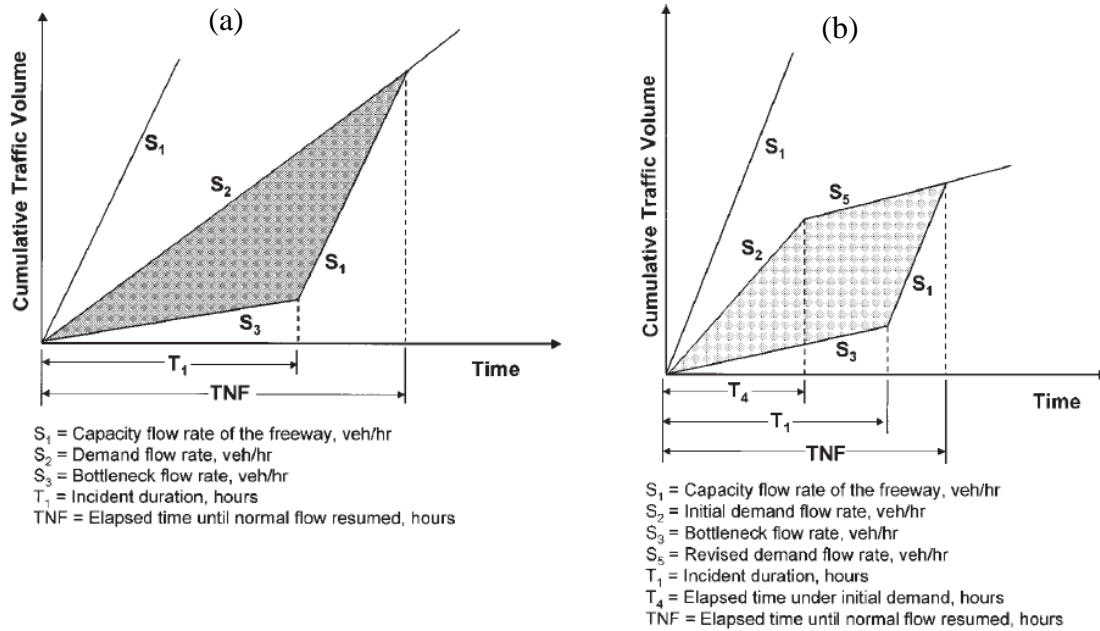 (a)
Cumulative Traffic Volume
S₁
S₂
S₁
S₃
T₁
Time
TNF
S₁ = Capacity flow rate of the freeway, veh/hr
S₂ = Demand flow rate, veh/hr
S₃ = Bottleneck flow rate, veh/hr
T₁ = Incident duration, hours
TNF = Elapsed time until normal flow resumed, hours
(b)
Cumulative Traffic Volume
S₁
S₅
S₂
S₁
S₃
T₄
Time
T₁
TNF
S₁ = Capacity flow rate of the freeway, veh/hr
S₂ = Initial demand flow rate, veh/hr
S₃ = Bottleneck flow rate, veh/hr
S₅ = Revised demand flow rate, veh/hr
T₁ = Incident duration, hours
T₄ = Elapsed time under initial demand, hours
TNF = Elapsed time until normal flow resumed, hours